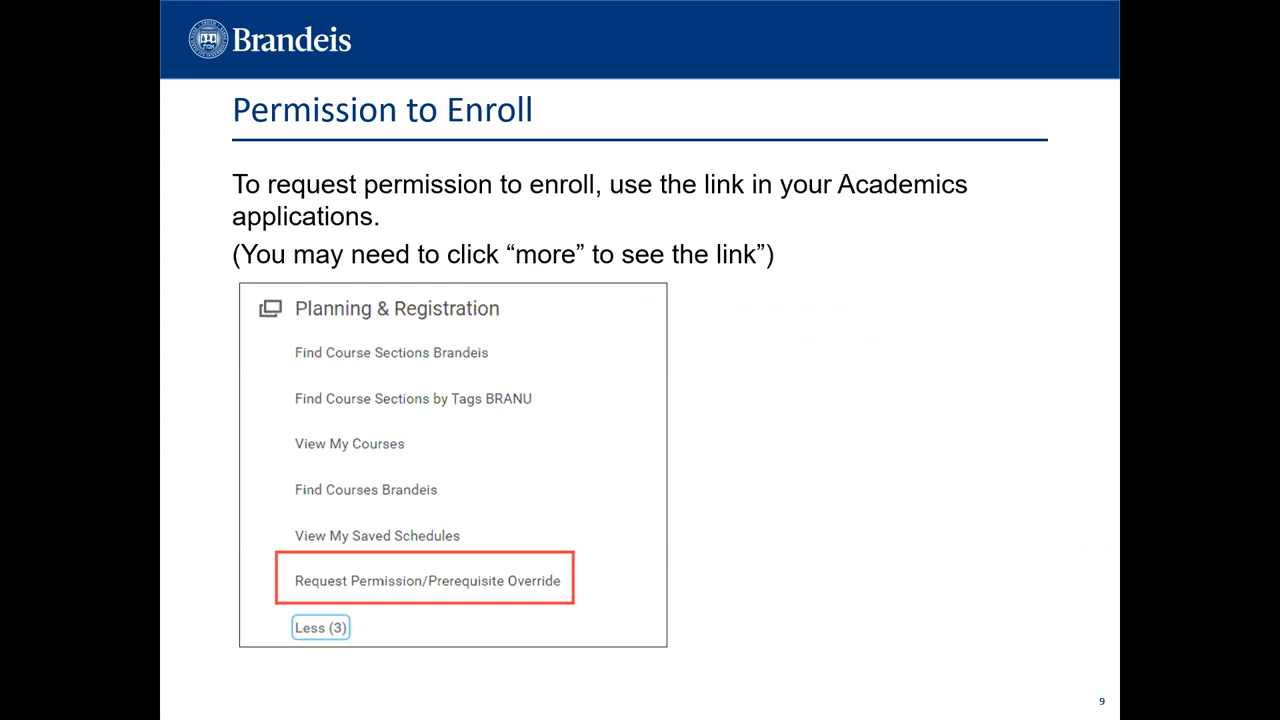 Brandeis
Permission to Enroll
To request permission to enroll, use the link in your Academics
applications.
(You may need to click “more” to see the link”)
Planning & Registration
Find Course Sections Brandeis
Find Course Sections by Tags BRANU
View My Courses
Find Courses Brandeis
View My Saved Schedules
Request Permission/Prerequisite Override
Less (3)
9